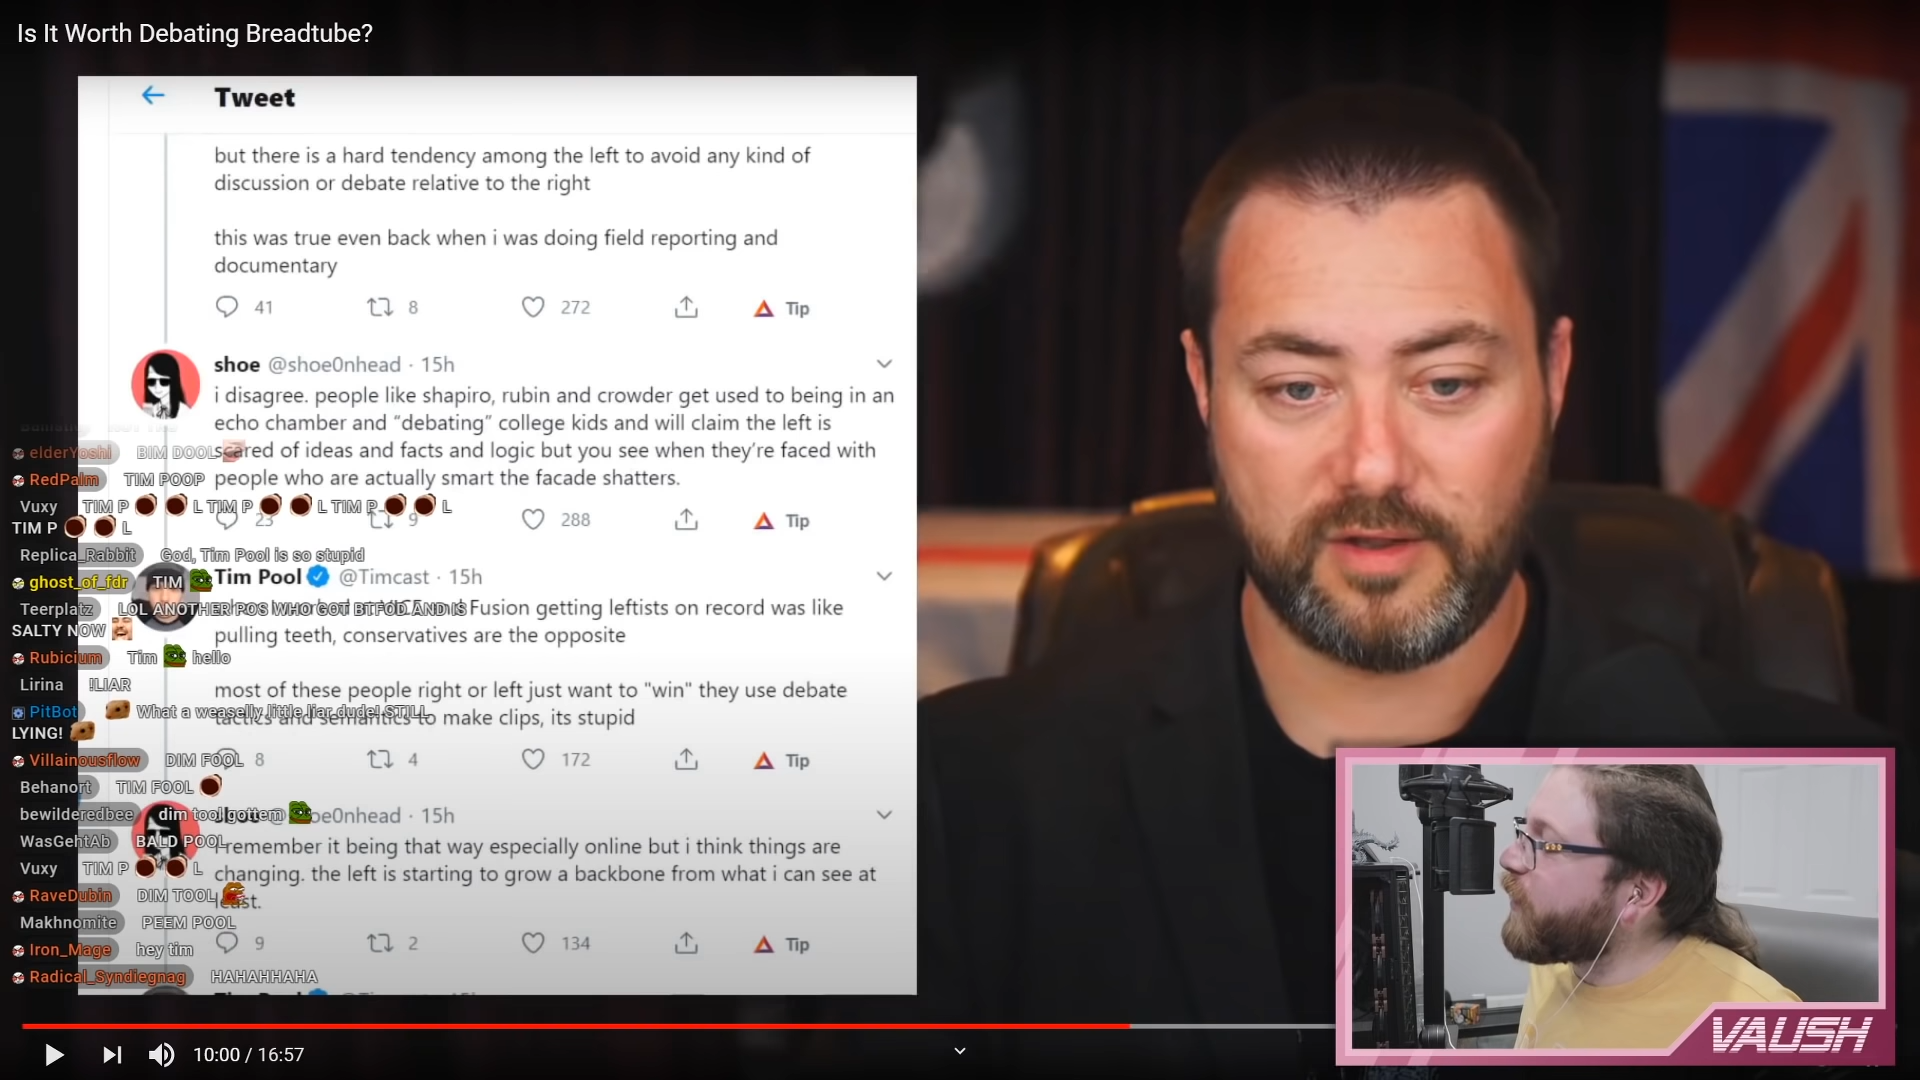 Is It Worth Debating Breadtube?
Tweet
but there is a hard tendency among the left to avoid any kind of
discussion or debate relative to the right
this was true even back when i was doing field reporting and
documentary
41 8 272 Tip
shoe @shoe0nhead · 15h
i disagree. people like shapiro, rubin and crowder get used to being in an
echo chamber and “debating” college kids and will claim the left is
scared of ideas and facts and logic but you see when they’re faced with
people who are actually smart the facade shatters.
23 9 288 Tip
Tim Pool @Timcast · 15h
Fusion getting leftists on record was like
pulling teeth, conservatives are the opposite
most of these people right or left just want to "win" they use debate
tactics and semantics to make clips, its stupid
8 4 172 Tip
shoe @shoe0nhead · 15h
i remember it being that way especially online but i think things are
changing. the left is starting to grow a backbone from what i can see at
least.
9 2 134 Tip
Tim Pool
elderYoshi BIM DOOL
RedPalm TIM POOP
Vuxy TIM P L TIM P L TIM P L
TIM P L
Replica_Rabbit God, Tim Pool is so stupid
ghost_of_fdr TIM
Teerplatz LOL ANOTHER POS WHO GOT BTFOD AND IS
SALTY NOW
Rubicium Tim hello
Lirina !LIAR
PitBot What a weaselly little liar dude! STILL
LYING!
Villainousflow DIM FOOL
Behanort TIM FOOL
bewilderedbee dim tool gottem
WasGehtAb BALD POOL
Vuxy TIM P L
RaveDubin DIM TOOL
Makhnomite PEEM POOL
Iron_Mage hey tim
Radical_Syndiegnag HAHAHHAHA
10:00 / 16:57
VAUSH